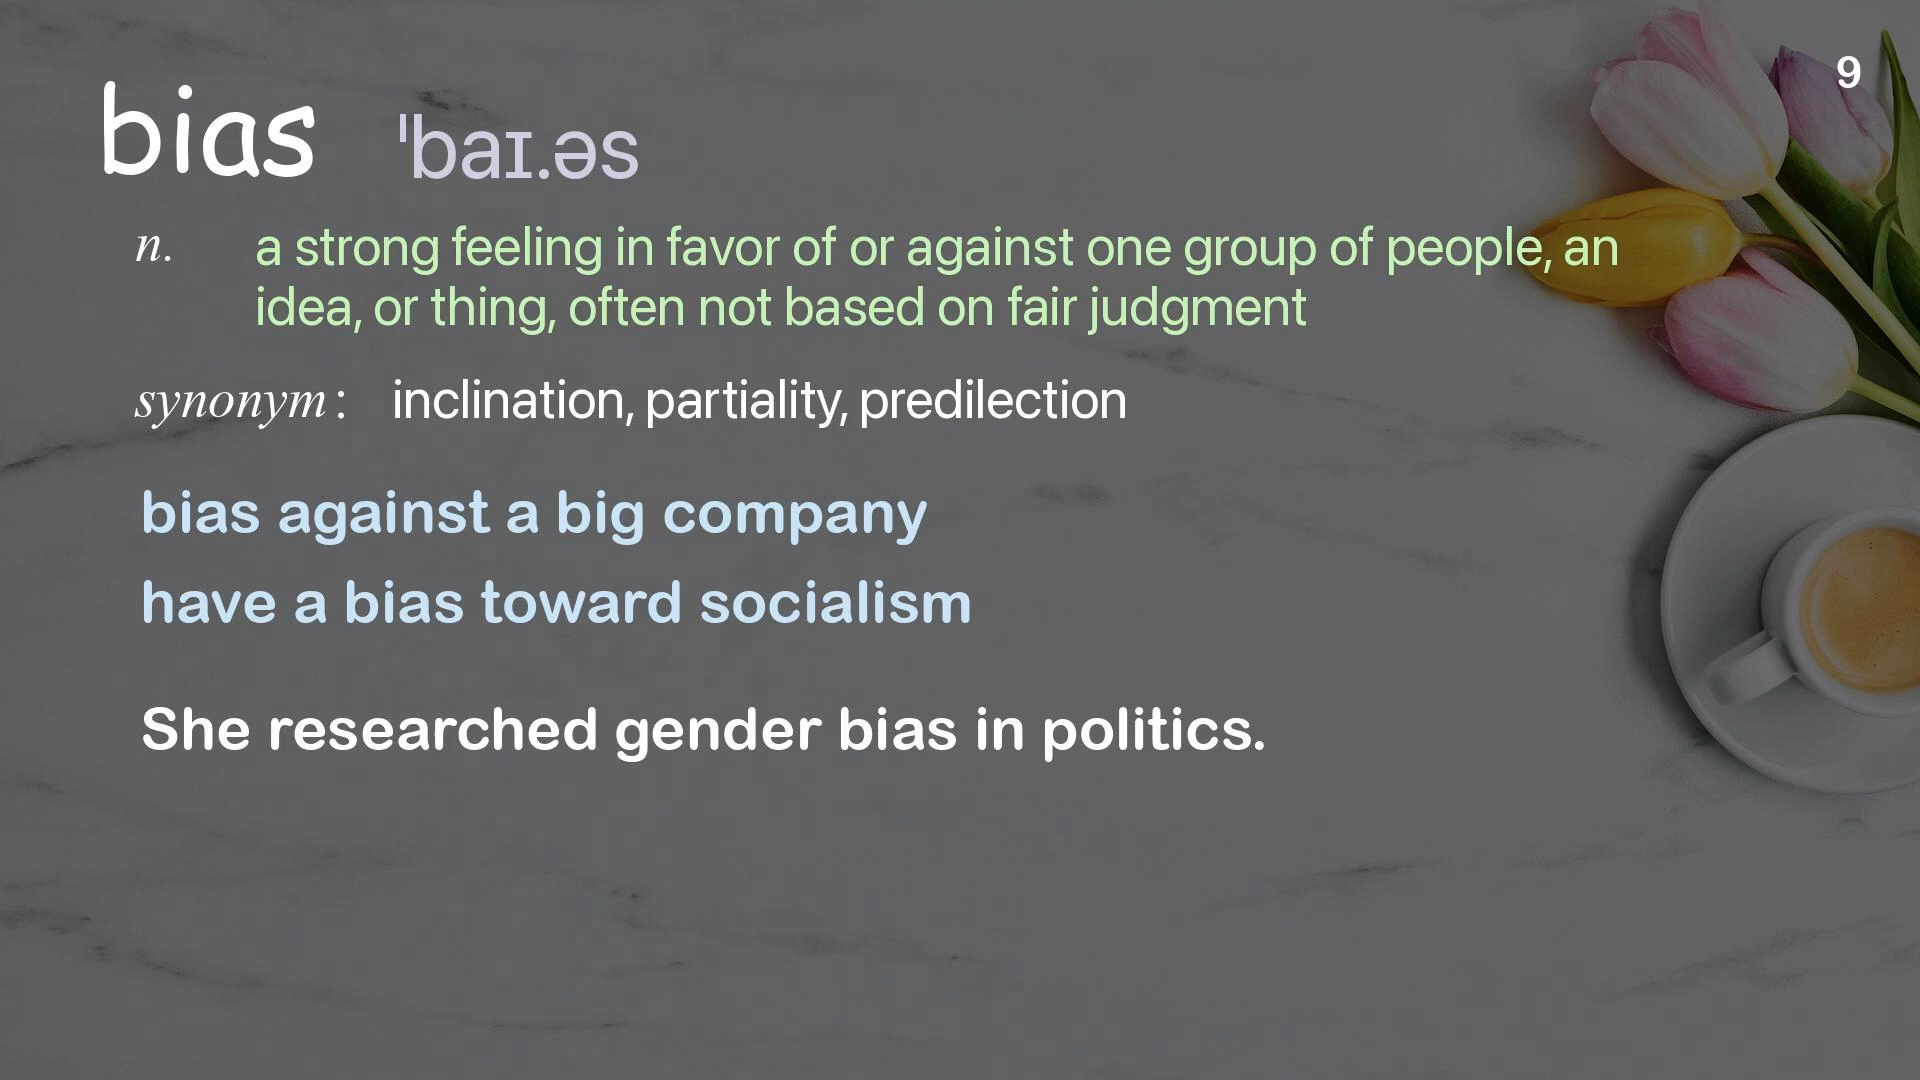 9
bias ˈbaɪ.əs
n. a strong feeling in favor of or against one group of people, an
idea, or thing, often not based on fair judgment
synonym : inclination, partiality, predilection
bias against a big company
have a bias toward socialism
She researched gender bias in politics.